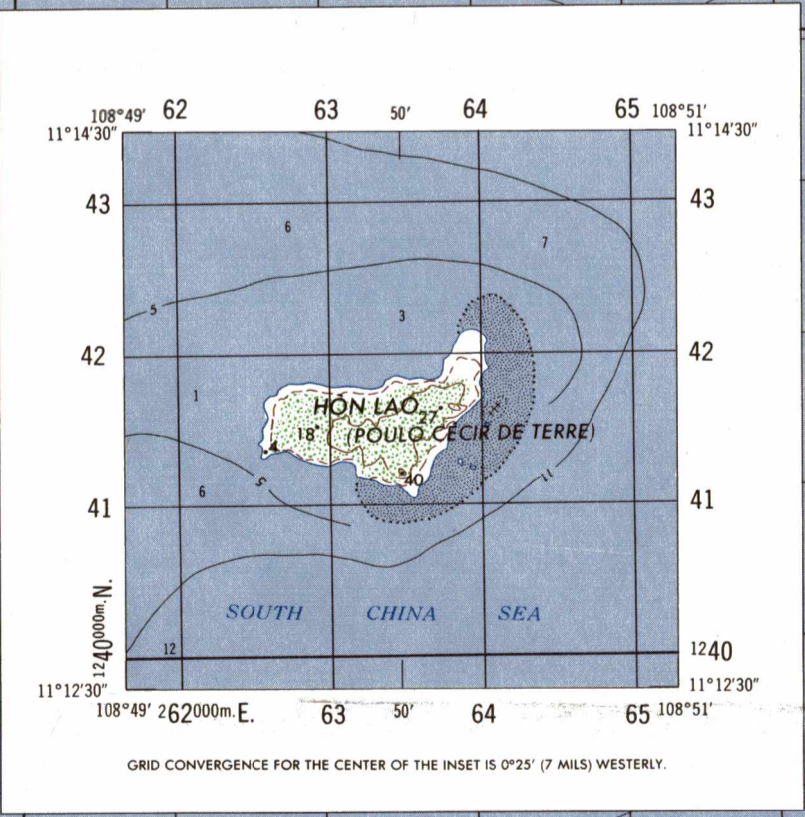 108°49' 62 63 50' 64 65 108°51'
11°14'30" 11°14'30"
43 43
6
7
5
3
42 42
1
HÒN LAO 27
18 (POULO CÉCIR DE TERRE)
4
40
5
11
6
41 41
SOUTH CHINA SEA
12
1240000m.N. 1240
11°12'30" 11°12'30"
108°49' 262000m.E. 63 50' 64 65 108°51'
GRID CONVERGENCE FOR THE CENTER OF THE INSET IS 0°25' (7 MILS) WESTERLY.